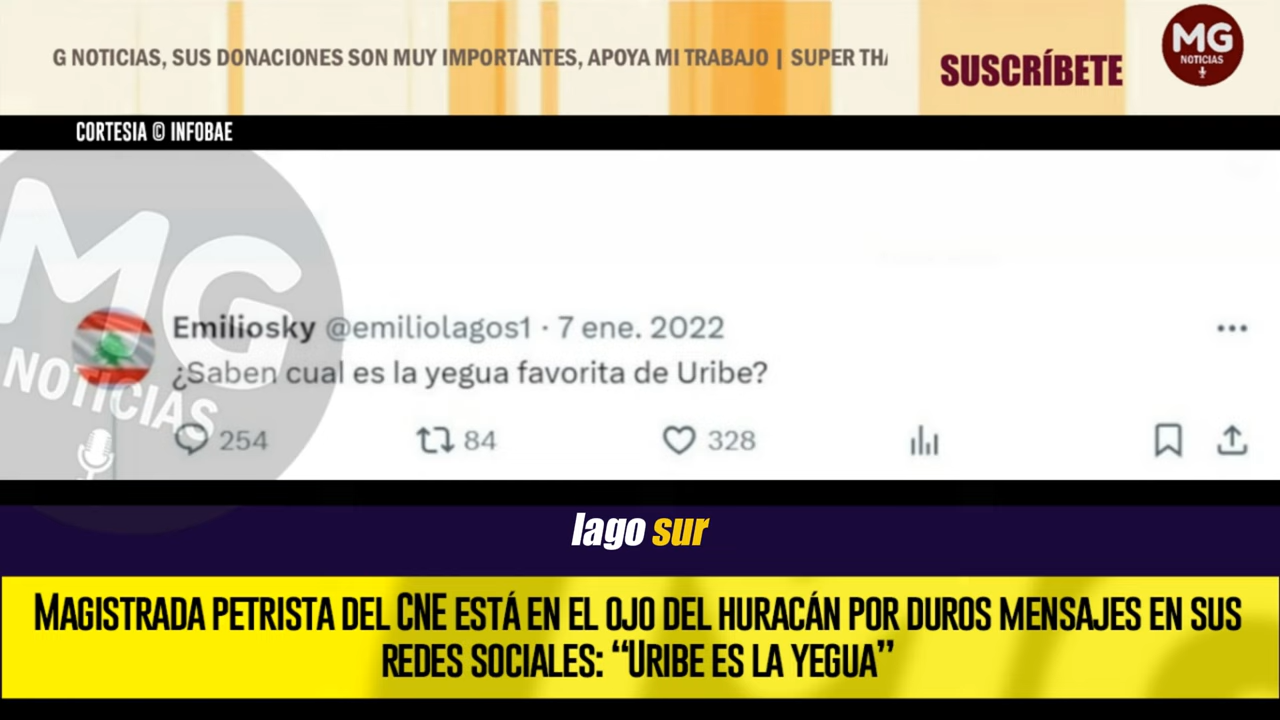 G NOTICIAS, SUS DONACIONES SON MUY IMPORTANTES, APOYA MI TRABAJO | SUPER
SUSCRÍBETE
MG
NOTICIAS
CORTESIA © INFOBAE
MG
NOTICIAS
Emiliosky @emiliolagos1 · 7 ene. 2022
¿Saben cual es la yegua favorita de Uribe?
254 84 328
lago sur
MAGISTRADA PETRISTA DEL CNE ESTÁ EN EL OJO DEL HURACÁN POR DUROS MENSAJES EN SUS
REDES SOCIALES: “URIBE ES LA YEGUA”